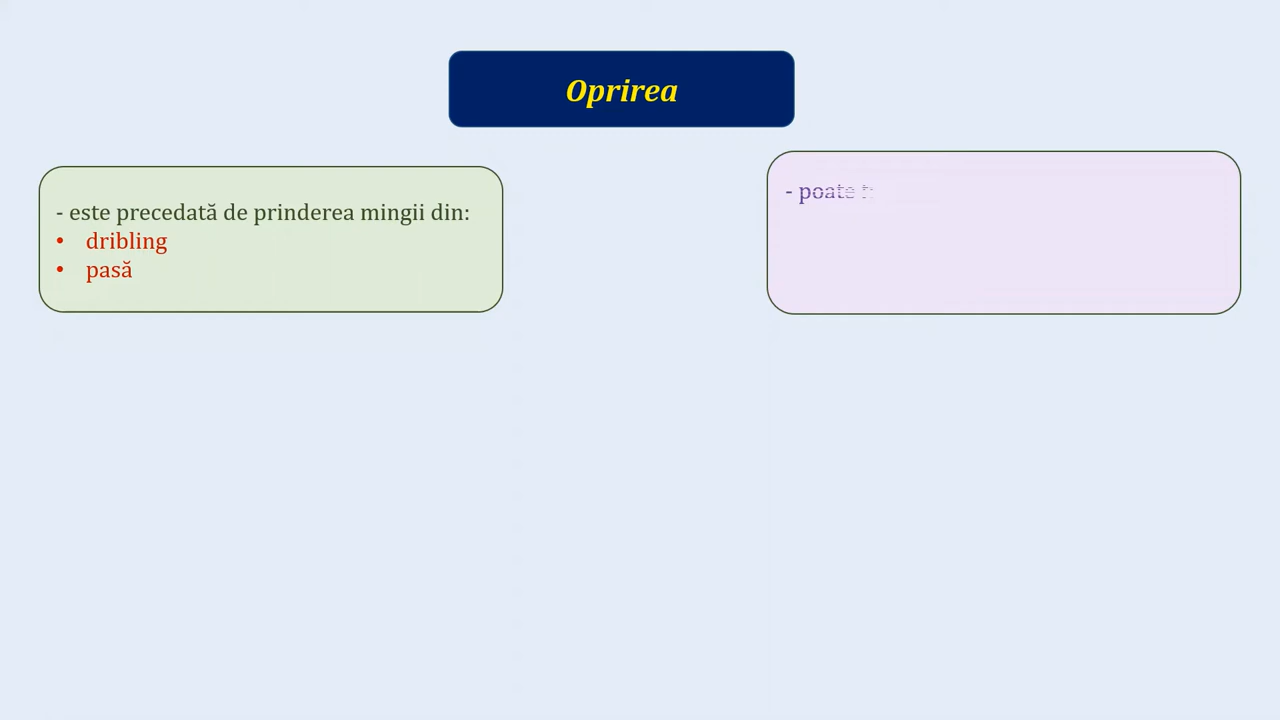 Oprirea
- este precedată de prinderea mingii din:
• dribling
• pasă
- poate